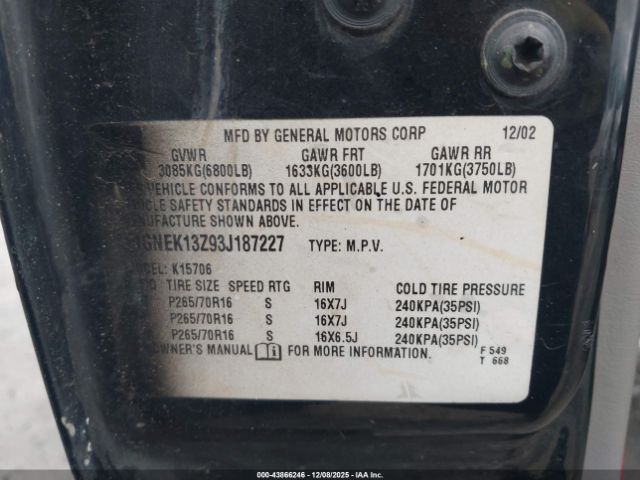 MFD BY GENERAL MOTORS CORP 12/02
GVWR GAWR FRT GAWR RR
3085KG(6800LB) 1633KG(3600LB) 1701KG(3750LB)
VEHICLE CONFORMS TO ALL APPLICABLE U.S. FEDERAL MOTOR
SAFETY STANDARDS IN EFFECT ON THE DATE OF
SHOWN ABOVE.
GNEK13Z93J187227 TYPE: M.P.V.
K15706
TIRE SIZE SPEED RTG RIM COLD TIRE PRESSURE
P265/70R16 S 16X7J 240KPA(35PSI)
P265/70R16 S 16X7J 240KPA(35PSI)
P265/70R16 S 16X6.5J 240KPA(35PSI)
OWNER'S MANUAL FOR MORE INFORMATION.
F 549
T 668
000-43866246 - 12/08/2025 - IAAI.COM